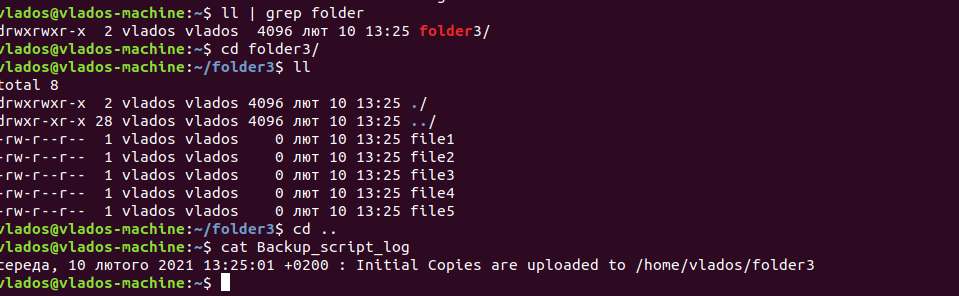 vlados@vlados-machine:~$ ll | grep folder
drwxrwxr-x  2 vlados vlados  4096 лют 10 13:25 folder3/
vlados@vlados-machine:~$ cd folder3/
vlados@vlados-machine:~/folder3$ ll
total 8
drwxrwxr-x  2 vlados vlados 4096 лют 10 13:25 ./
drwxr-xr-x 28 vlados vlados 4096 лют 10 13:25 ../
-rw-r--r--  1 vlados vlados    0 лют 10 13:25 file1
-rw-r--r--  1 vlados vlados    0 лют 10 13:25 file2
-rw-r--r--  1 vlados vlados    0 лют 10 13:25 file3
-rw-r--r--  1 vlados vlados    0 лют 10 13:25 file4
-rw-r--r--  1 vlados vlados    0 лют 10 13:25 file5
vlados@vlados-machine:~/folder3$ cd ..
vlados@vlados-machine:~$ cat Backup_script_log
середа, 10 лютого 2021 13:25:01 +0200 : Initial Copies are uploaded to /home/vlados/folder3
vlados@vlados-machine:~$